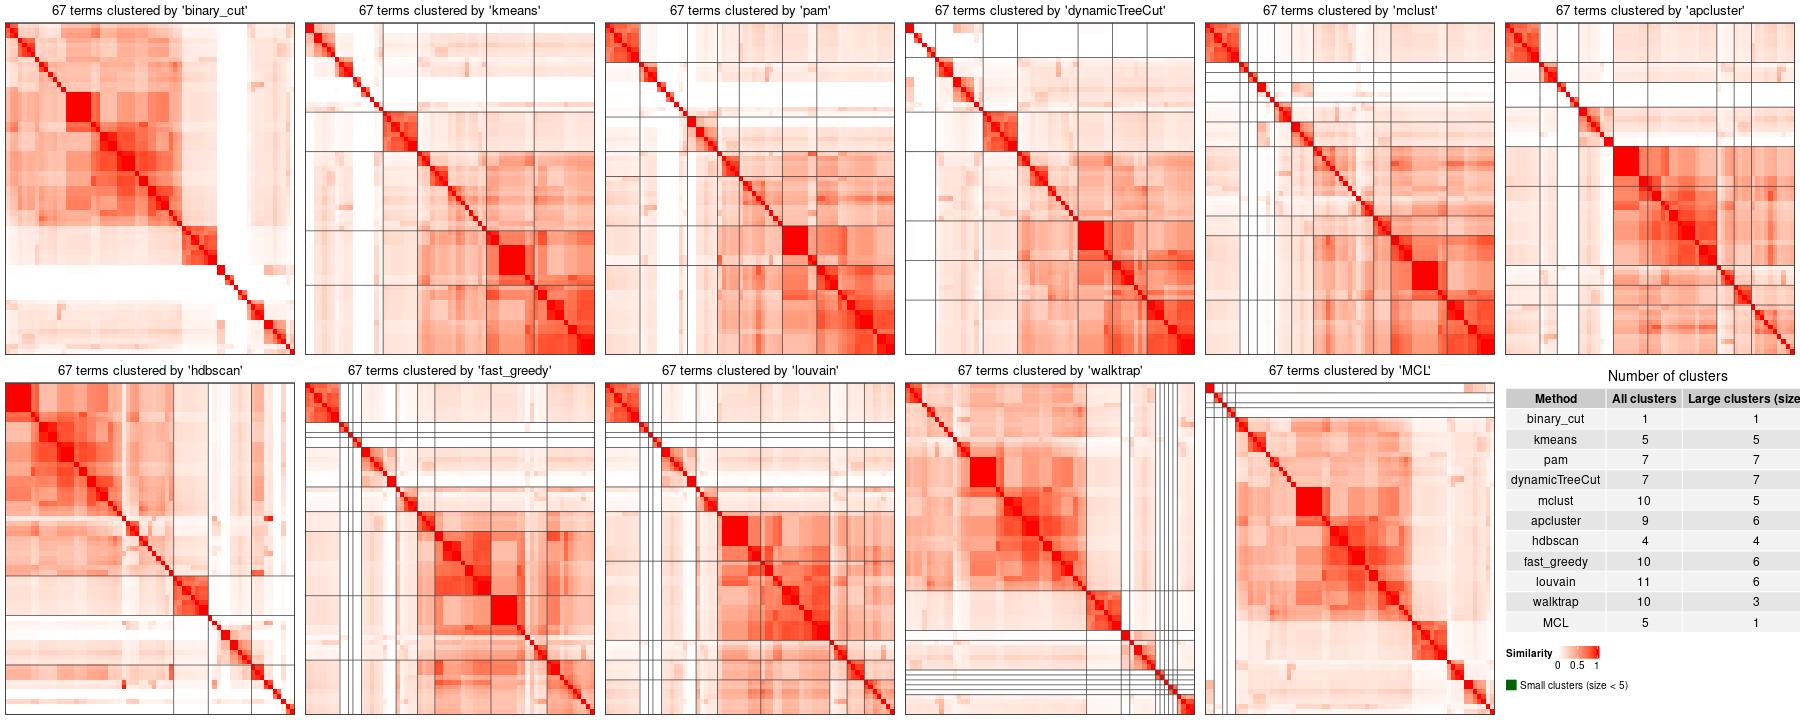 67 terms clustered by 'binary_cut'
67 terms clustered by 'kmeans'
67 terms clustered by 'pam'
67 terms clustered by 'dynamicTreeCut'
67 terms clustered by 'mclust'
67 terms clustered by 'apcluster'
67 terms clustered by 'hdbscan'
67 terms clustered by 'fast_greedy'
67 terms clustered by 'louvain'
67 terms clustered by 'walktrap'
67 terms clustered by 'MCL'
Number of clusters
Method All clusters Large clusters (size
binary_cut 1 1
kmeans 5 5
pam 7 7
dynamicTreeCut 7 7
mclust 10 5
apcluster 9 6
hdbscan 4 4
fast_greedy 10 6
louvain 11 6
walktrap 10 3
MCL 5 1
Similarity
0 0.5 1
Small clusters (size < 5)